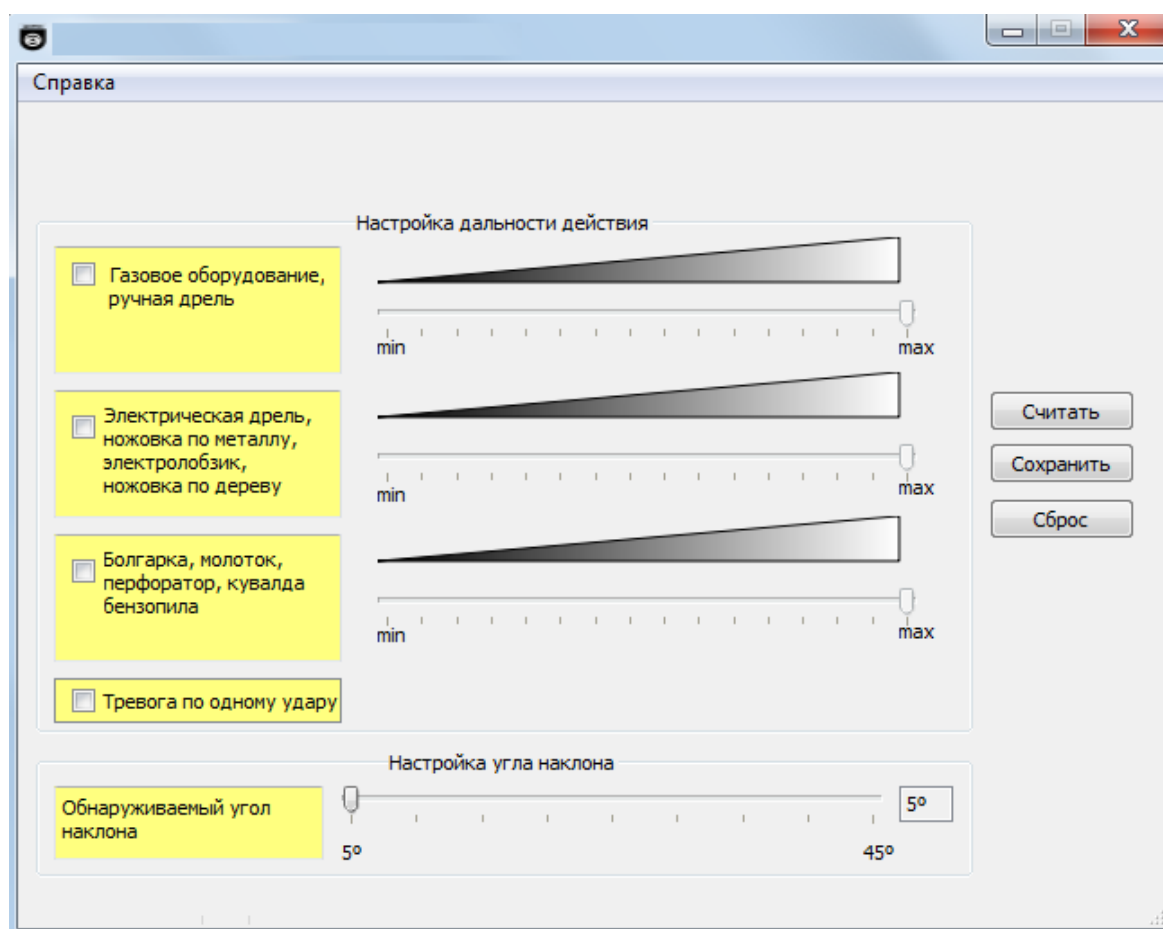 Справка
Настройка дальности действия
Газовое оборудование,
ручная дрель
min
max
Электрическая дрель,
ножовка по металлу,
электролобзик,
ножовка по дереву
min
max
Считать
Сохранить
Сброс
Болгарка, молоток,
перфоратор, кувалда
бензопила
min
max
Тревога по одному удару
Настройка угла наклона
Обнаруживаемый угол
наклона
5º
5º
45º